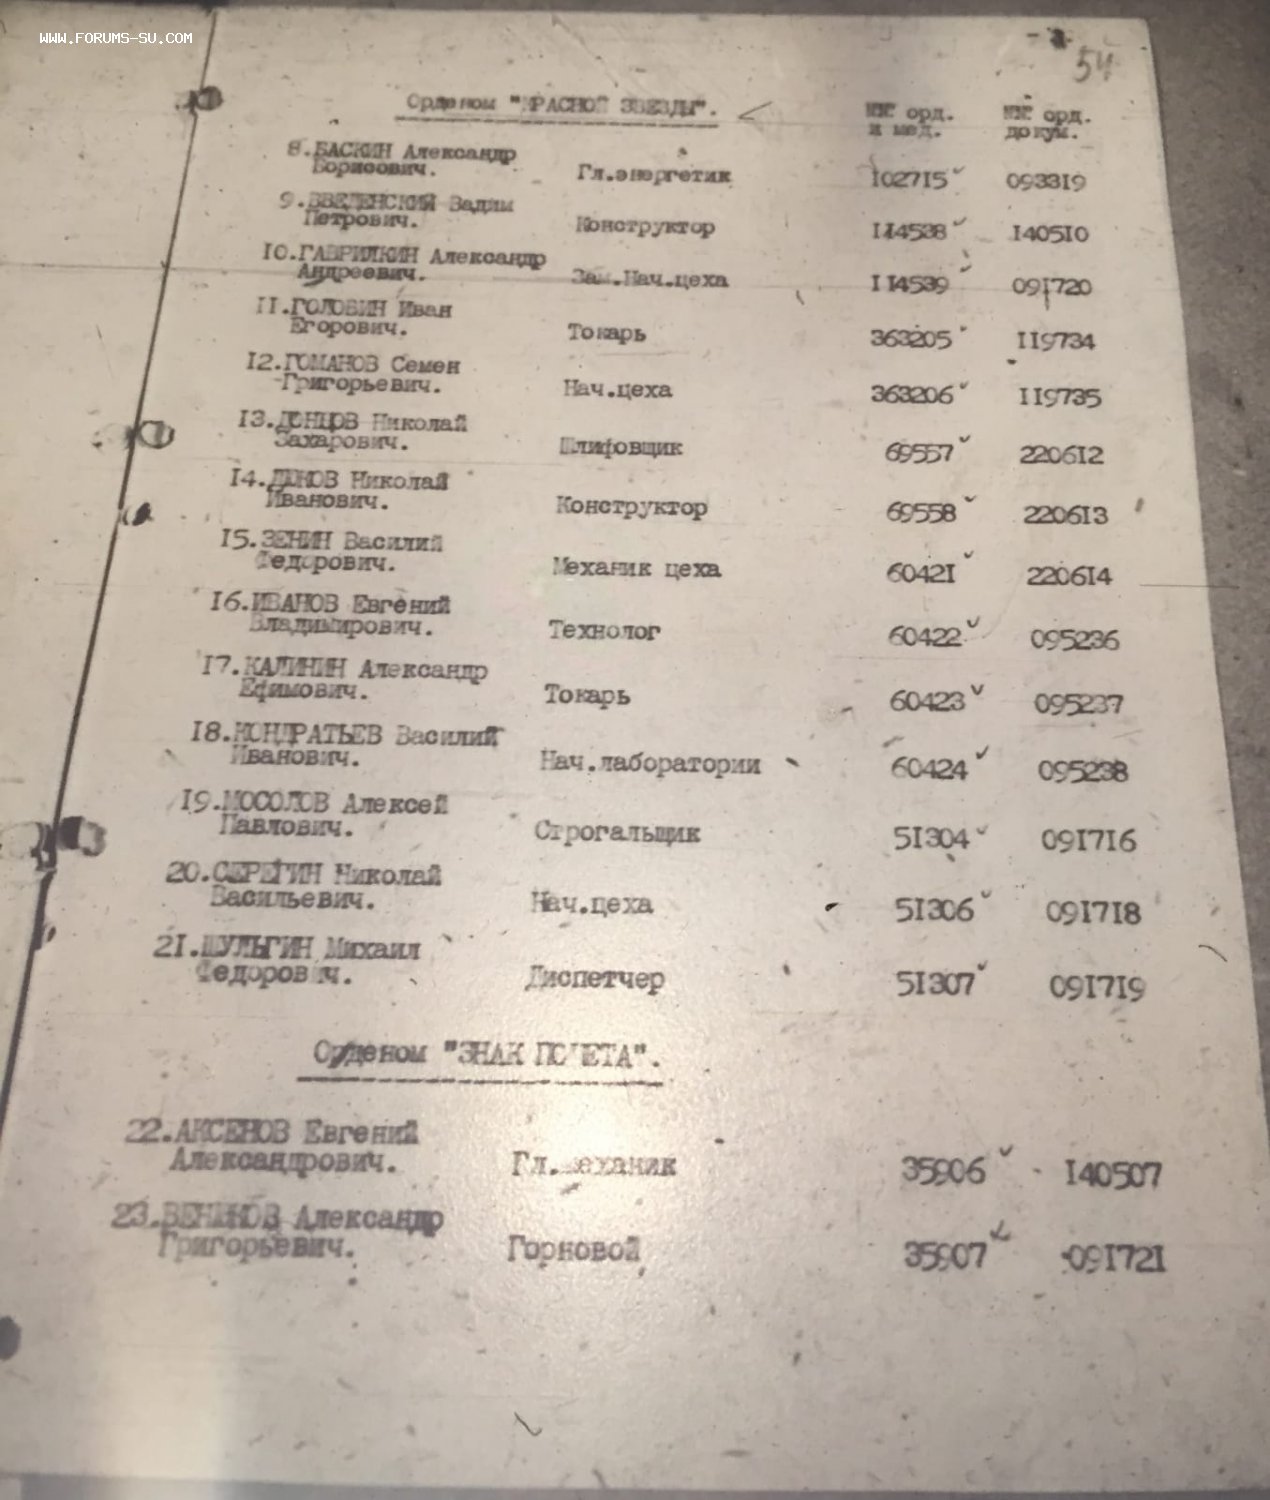 WWW.FORUMS-SU.COM
54
Орденом "КРАСНОЙ ЗВЕЗДЫ".
№№ орд. и мед.
№№ орд. докум.
8.БАСКИН Александр Борисович. Гл.энергетик 102715 093319
9.ВВЕДЕНСКИЙ Вадим Петрович. Конструктор 114538 140510
10.ГАВРИЛКИН Александр Андреевич. Зам.Нач.цеха 114539 091720
11.ГОЛОВИН Иван Егорович. Токарь 363205 119734
12.ГОМАНОВ Семен Григорьевич. Нач.цеха 363206 119735
13.ДОНЦОВ Николай Захарович. Шлифовщик 69557 220612
14. Николай Иванович. Конструктор 69558 220613
15.ЗЕНИН Василий Федорович. Механик цеха 60421 220614
16.ИВАНОВ Евгений Владимирович. Технолог 60422 095236
17.КАЛИНИН Александр Ефимович. Токарь 60423 095237
18.КОНДРАТЬЕВ Василий Иванович. Нач.лаборатории 60424 095238
19.МОСОЛОВ Алексей Павлович. Строгальщик 51304 091716
20.СЕРЕГИН Николай Васильевич. Нач.цеха 51306 091718
21.ШУЛЬГИН Михаил Федорович. Диспетчер 51307 091719
Орденом "ЗНАК ПОЧЕТА".
22.АКСЕНОВ Евгений Александрович. Гл.механик 35906 140507
23. Александр Григорьевич. Горновой 35907 091721